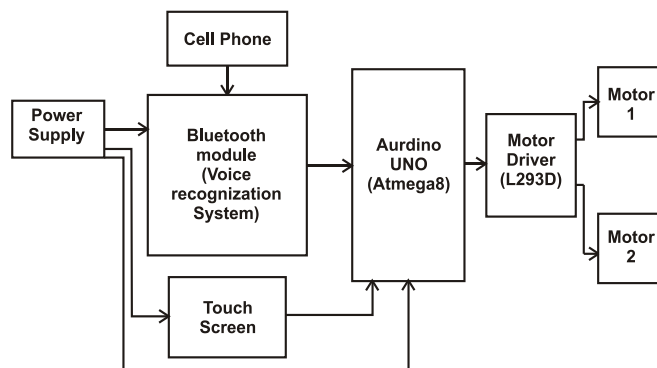 Cell Phone
Power
Supply
Bluetooth
module
(Voice
recognization
System)
Aurdino
UNO
(Atmega8)
Motor
Driver
(L293D)
Motor
1
Motor
2
Touch
Screen